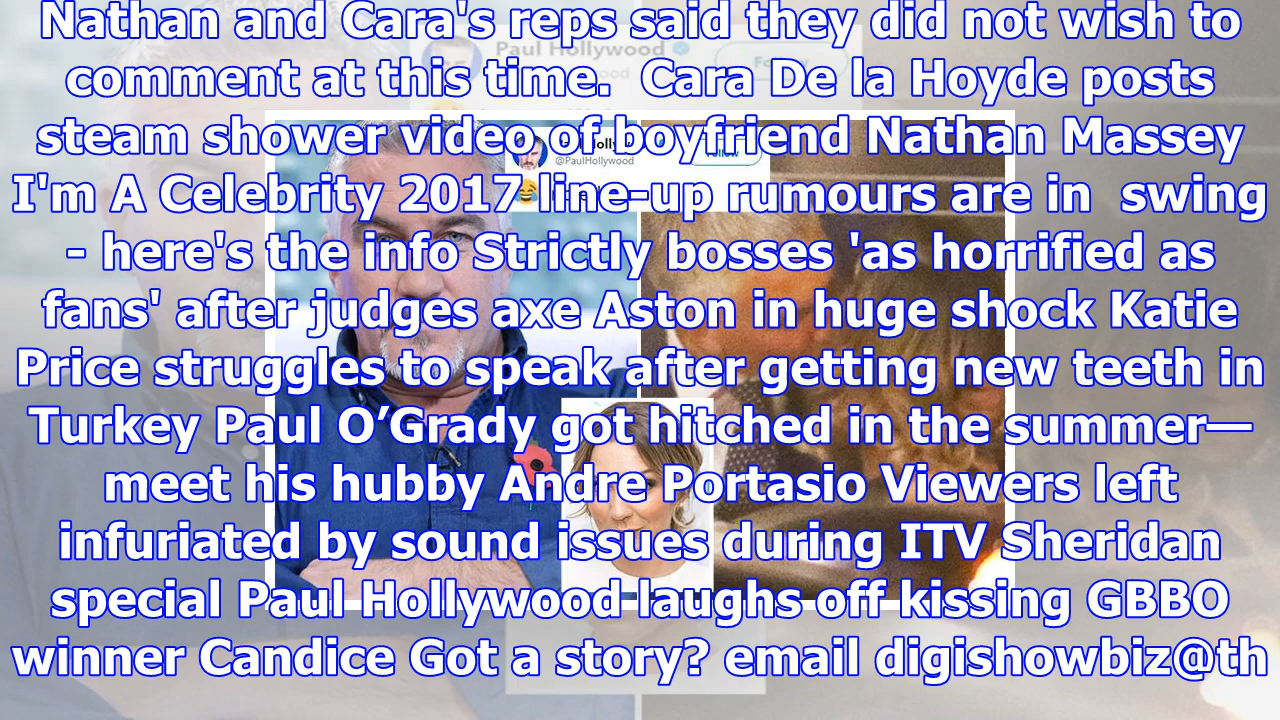 Nathan and Cara's reps said they did not wish to
comment at this time.  Cara De la Hoyde posts
steam shower video of boyfriend Nathan Massey
I'm A Celebrity 2017 line-up rumours are in  swing
- here's the info Strictly bosses 'as horrified as
fans' after judges axe Aston in huge shock Katie
Price struggles to speak after getting new teeth in
Turkey Paul O’Grady got hitched in the summer—
meet his hubby Andre Portasio Viewers left
infuriated by sound issues during ITV Sheridan
special Paul Hollywood laughs off kissing GBBO
winner Candice Got a story? email digishowbiz@th
Paul Hollywood
Follow
@PaulHollywood
Follow